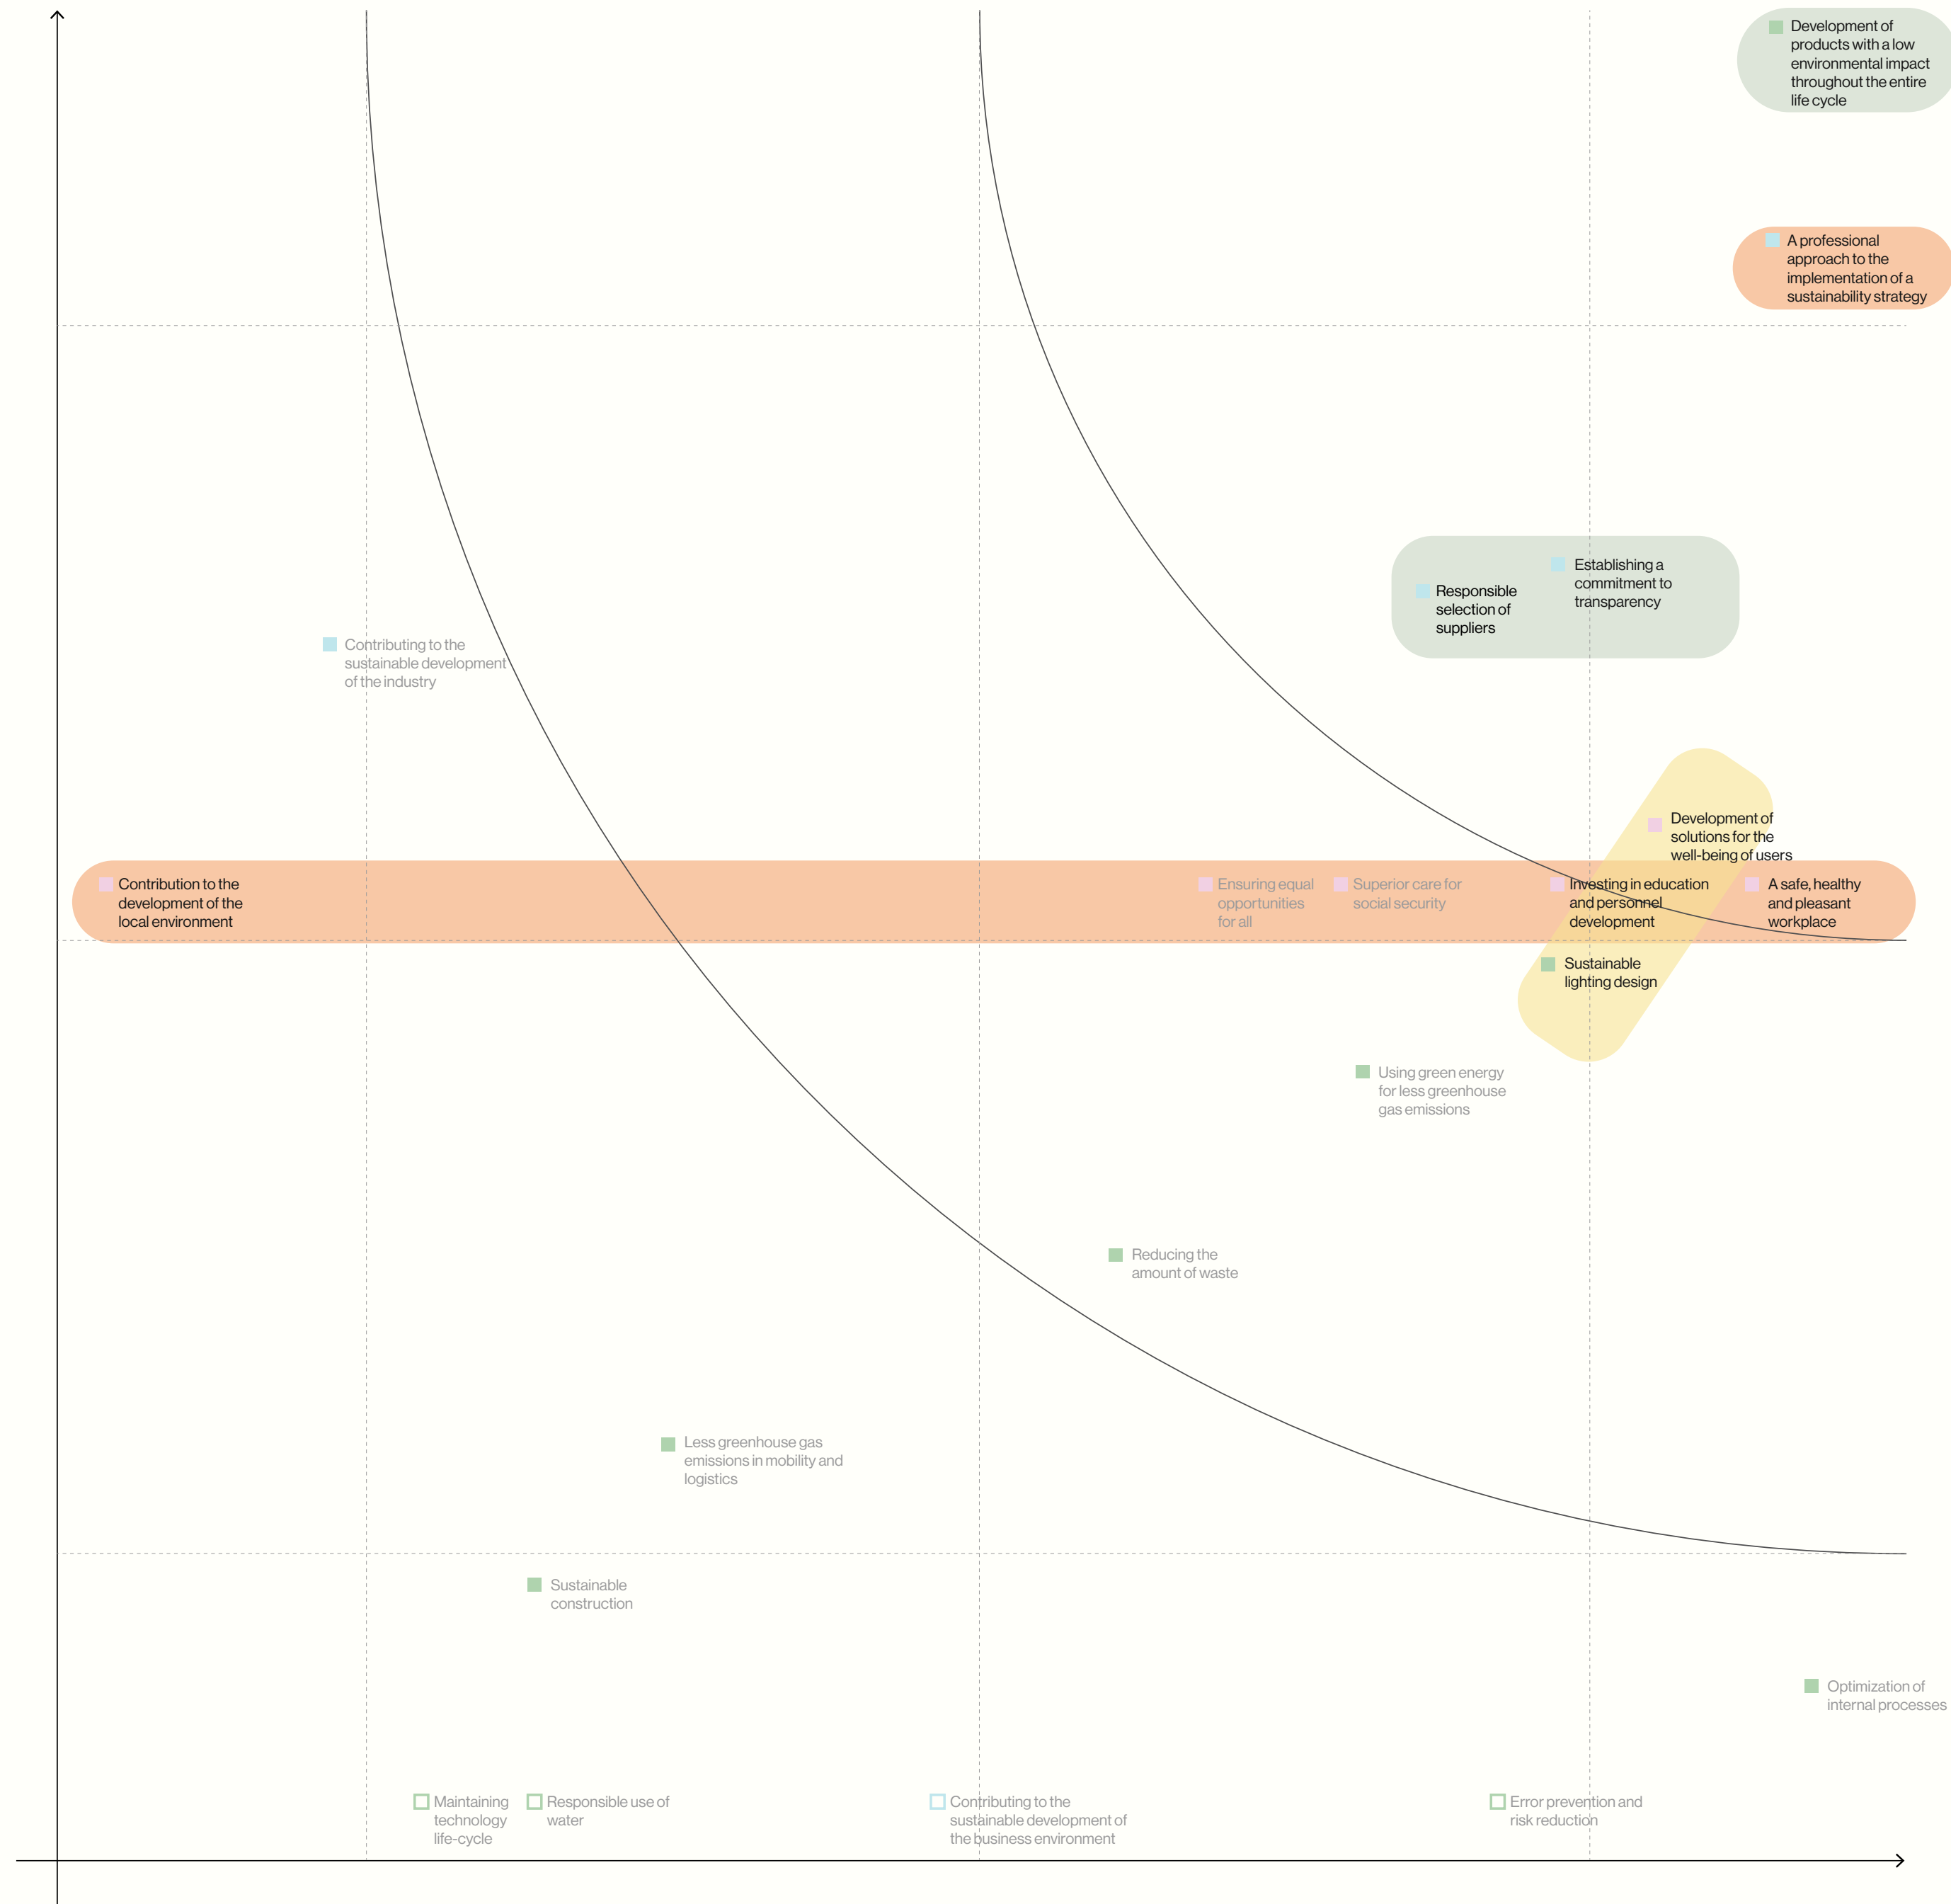 Development of
products with a low
environmental impact
throughout the entire
life cycle
A professional
approach to the
implementation of a
sustainability strategy
Establishing a
commitment to
transparency
Responsible
selection of
suppliers
Contributing to the
sustainable development
of the industry
Development of
solutions for the
well-being of users
Contribution to the
development of the
local environment
Ensuring equal
opportunities
for all
Superior care for
social security
Investing in education
and personnel
development
A safe, healthy
and pleasant
workplace
Sustainable
lighting design
Using green energy
for less greenhouse
gas emissions
Reducing the
amount of waste
Less greenhouse gas
emissions in mobility and
logistics
Sustainable
construction
Optimization of
internal processes
Maintaining
technology
life-cycle
Responsible use of
water
Contributing to the
sustainable development of
the business environment
Error prevention and
risk reduction